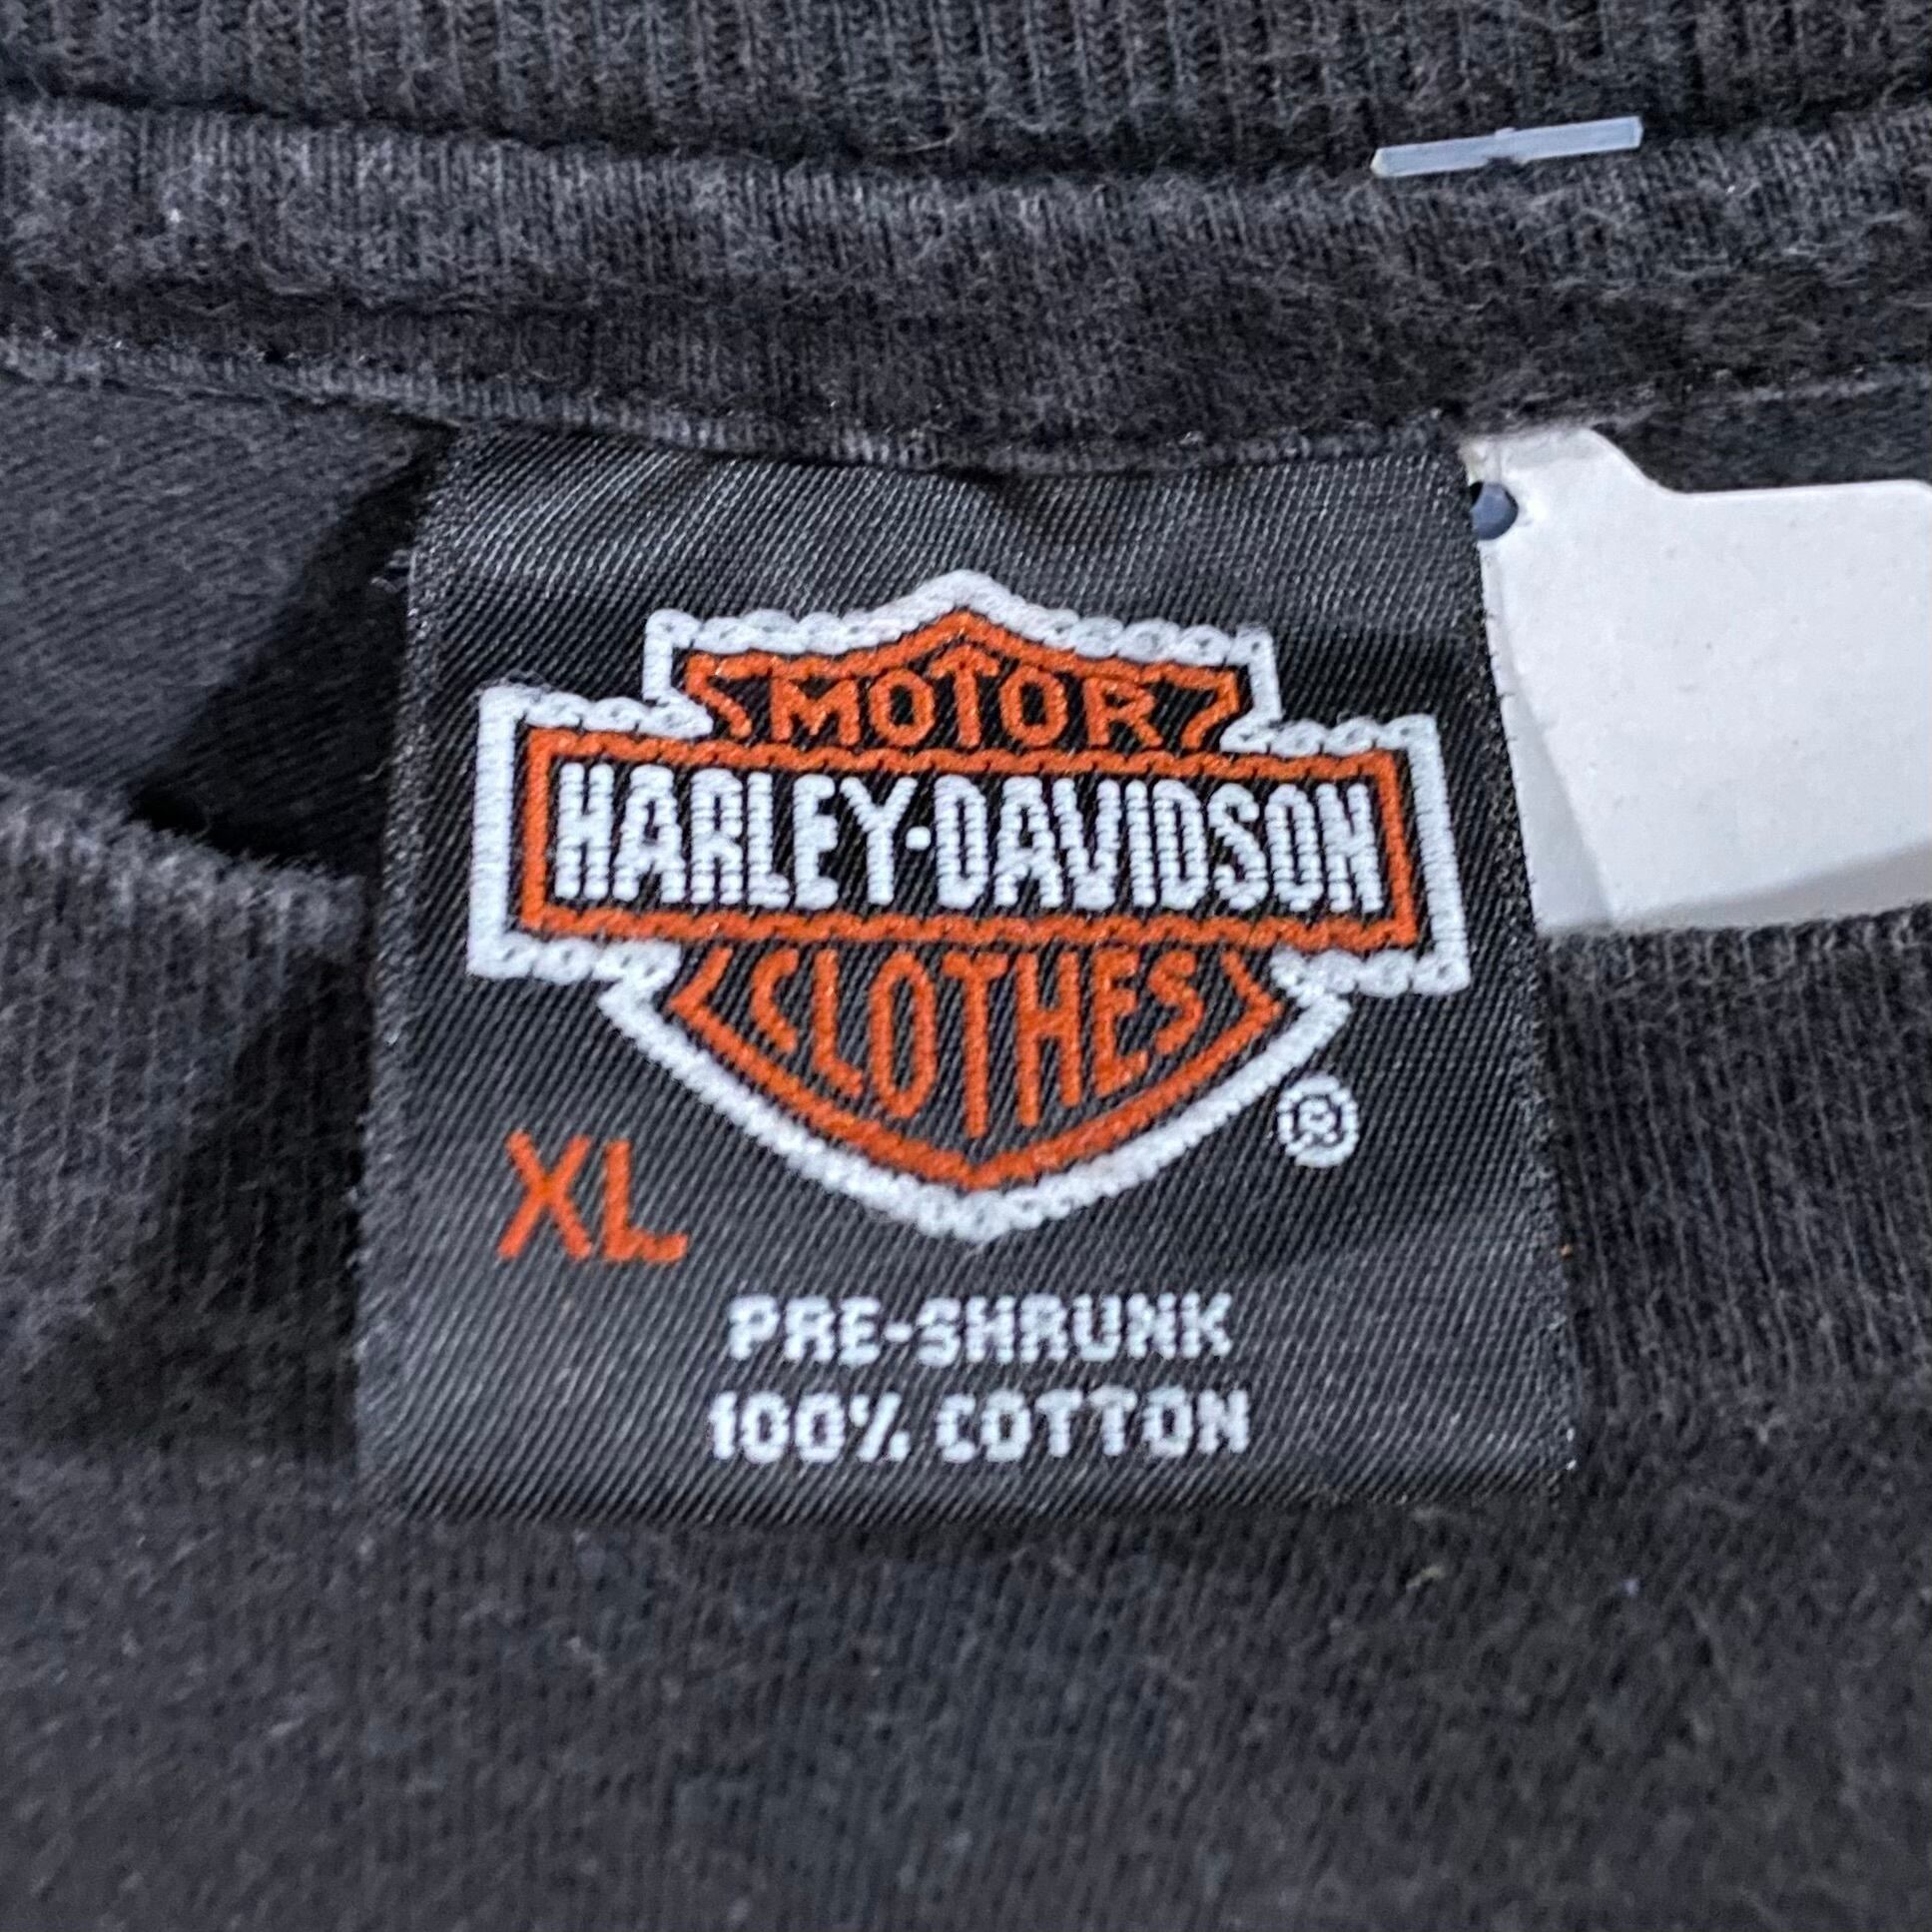 MOTOR
HARLEY-DAVIDSON
CLOTHES
®
XL
PRE-SHRUNK
100% COTTON